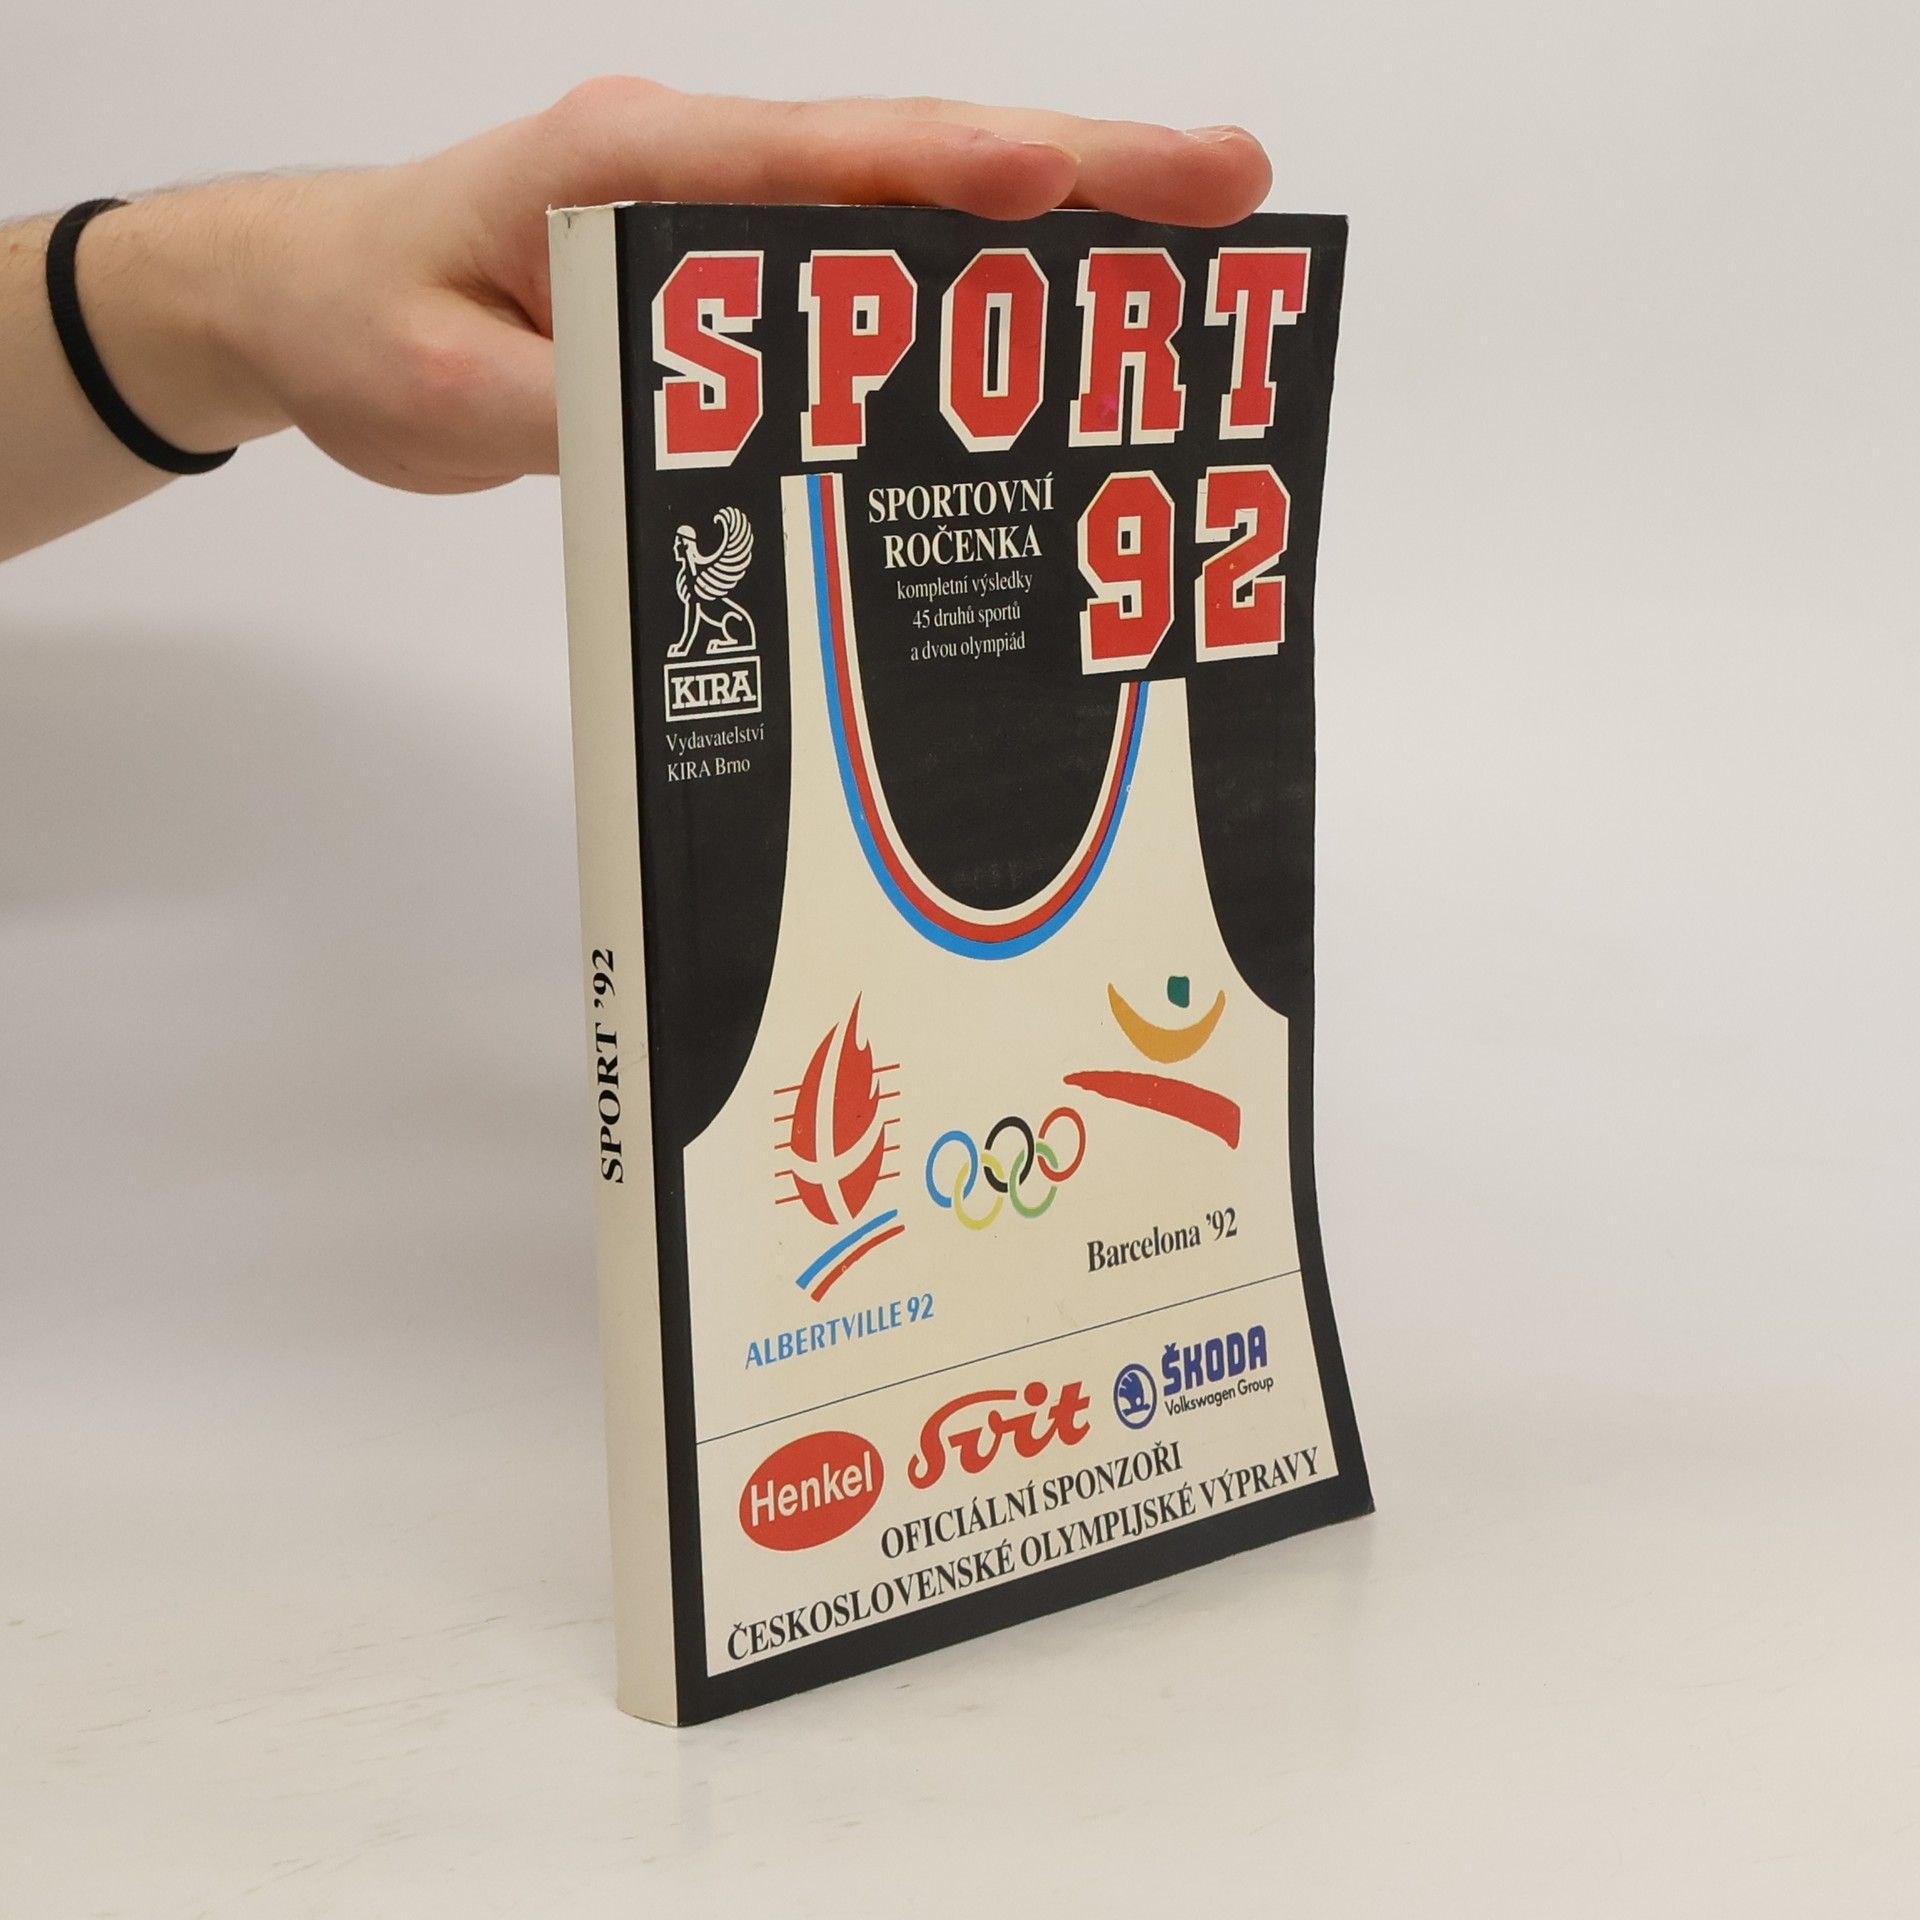 SPORT
92
SPORTOVNÍ
ROČENKA
kompletní výsledky
45 druhů sportů
a dvou olympiád
KIRA
Vydavatelství
KIRA Brno
SPORT '92
ALBERTVILLE 92
Barcelona '92
Henkel
Svit
ŠKODA
Volkswagen Group
OFICIÁLNÍ SPONZOŘI
ČESKOSLOVENSKÉ OLYMPIJSKÉ VÝPRAVY